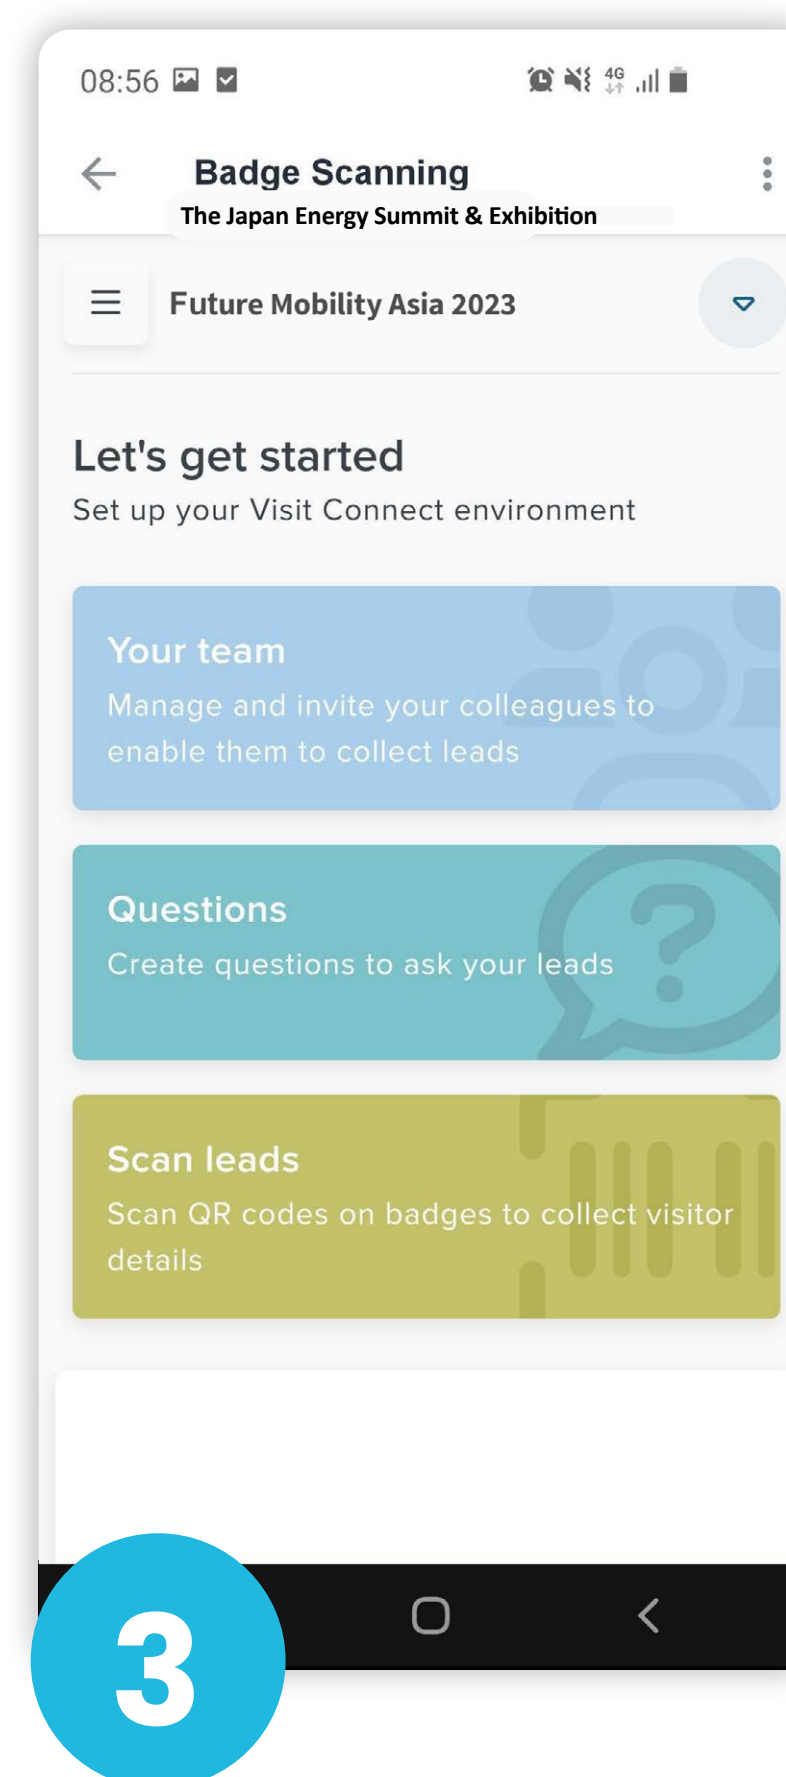 08:56
4G
Badge Scanning
The Japan Energy Summit & Exhibition
Future Mobility Asia 2023
Let's get started
Set up your Visit Connect environment
Your team
Manage and invite your colleagues to
enable them to collect leads
Questions
Create questions to ask your leads
Scan leads
Scan QR codes on badges to collect visitor
details
3